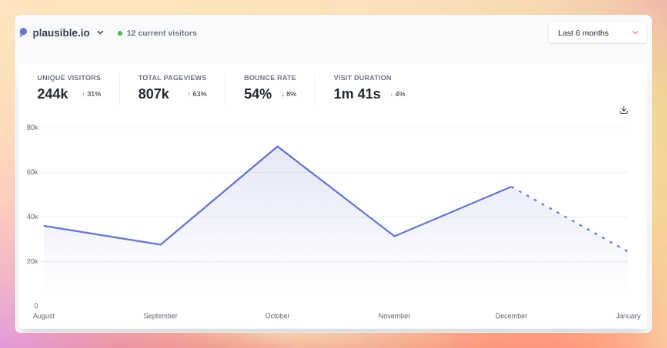 plausible.io
12 current visitors
Last 6 months
UNIQUE VISITORS
244k ↑ 31%
TOTAL PAGEVIEWS
807k ↑ 63%
BOUNCE RATE
54% ↓ 8%
VISIT DURATION
1m 41s ↓ 4%
80k
60k
40k
20k
0
August September October November December January